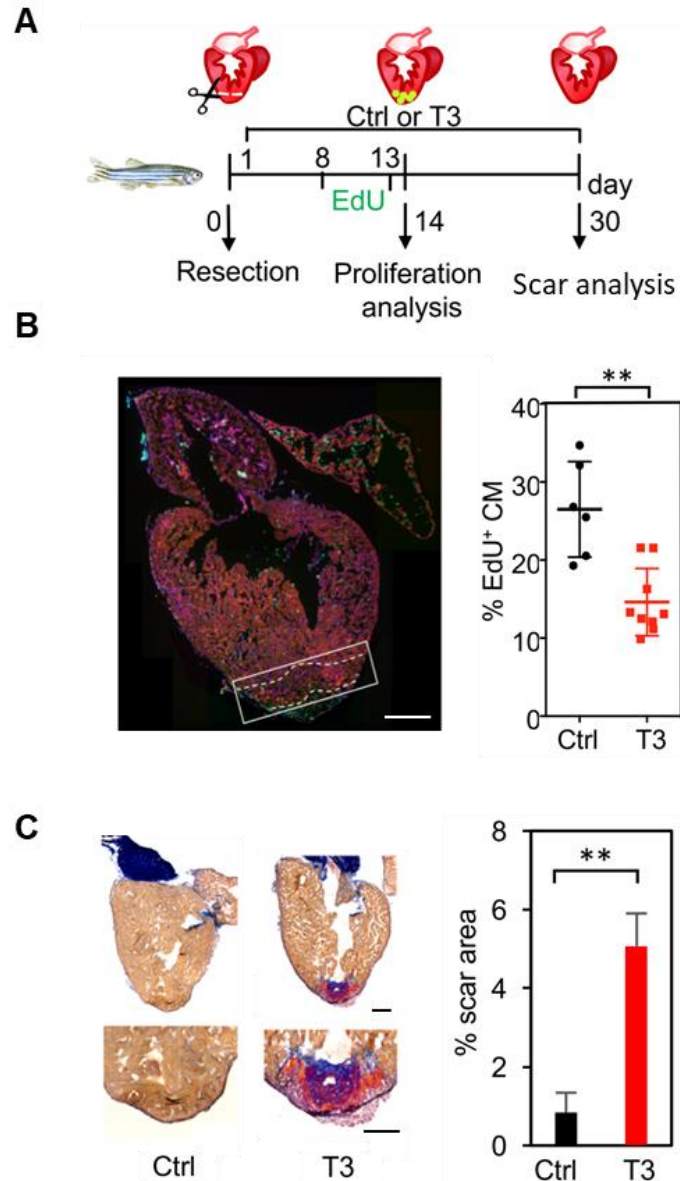 A
Ctrl or T3
1 8 13
EdU
day
0 14 30
Resection Proliferation analysis Scar analysis
B
**
% EdU⁺ CM
40
30
20
10
0
Ctrl T3
C
**
% scar area
8
6
4
2
0
Ctrl T3
Ctrl T3